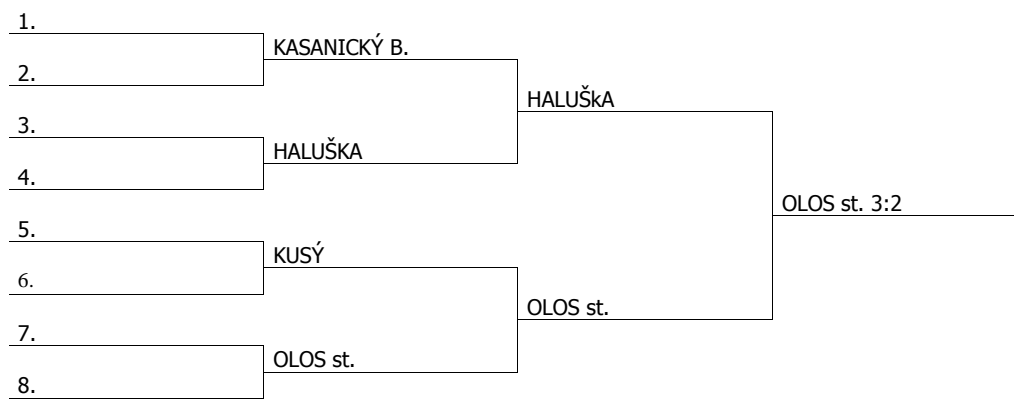 1.
KASANICKÝ B.
2.
HALUŠkA
3.
HALUŠKA
4.
OLOS st. 3:2
5.
KUSÝ
6.
OLOS st.
7.
OLOS st.
8.